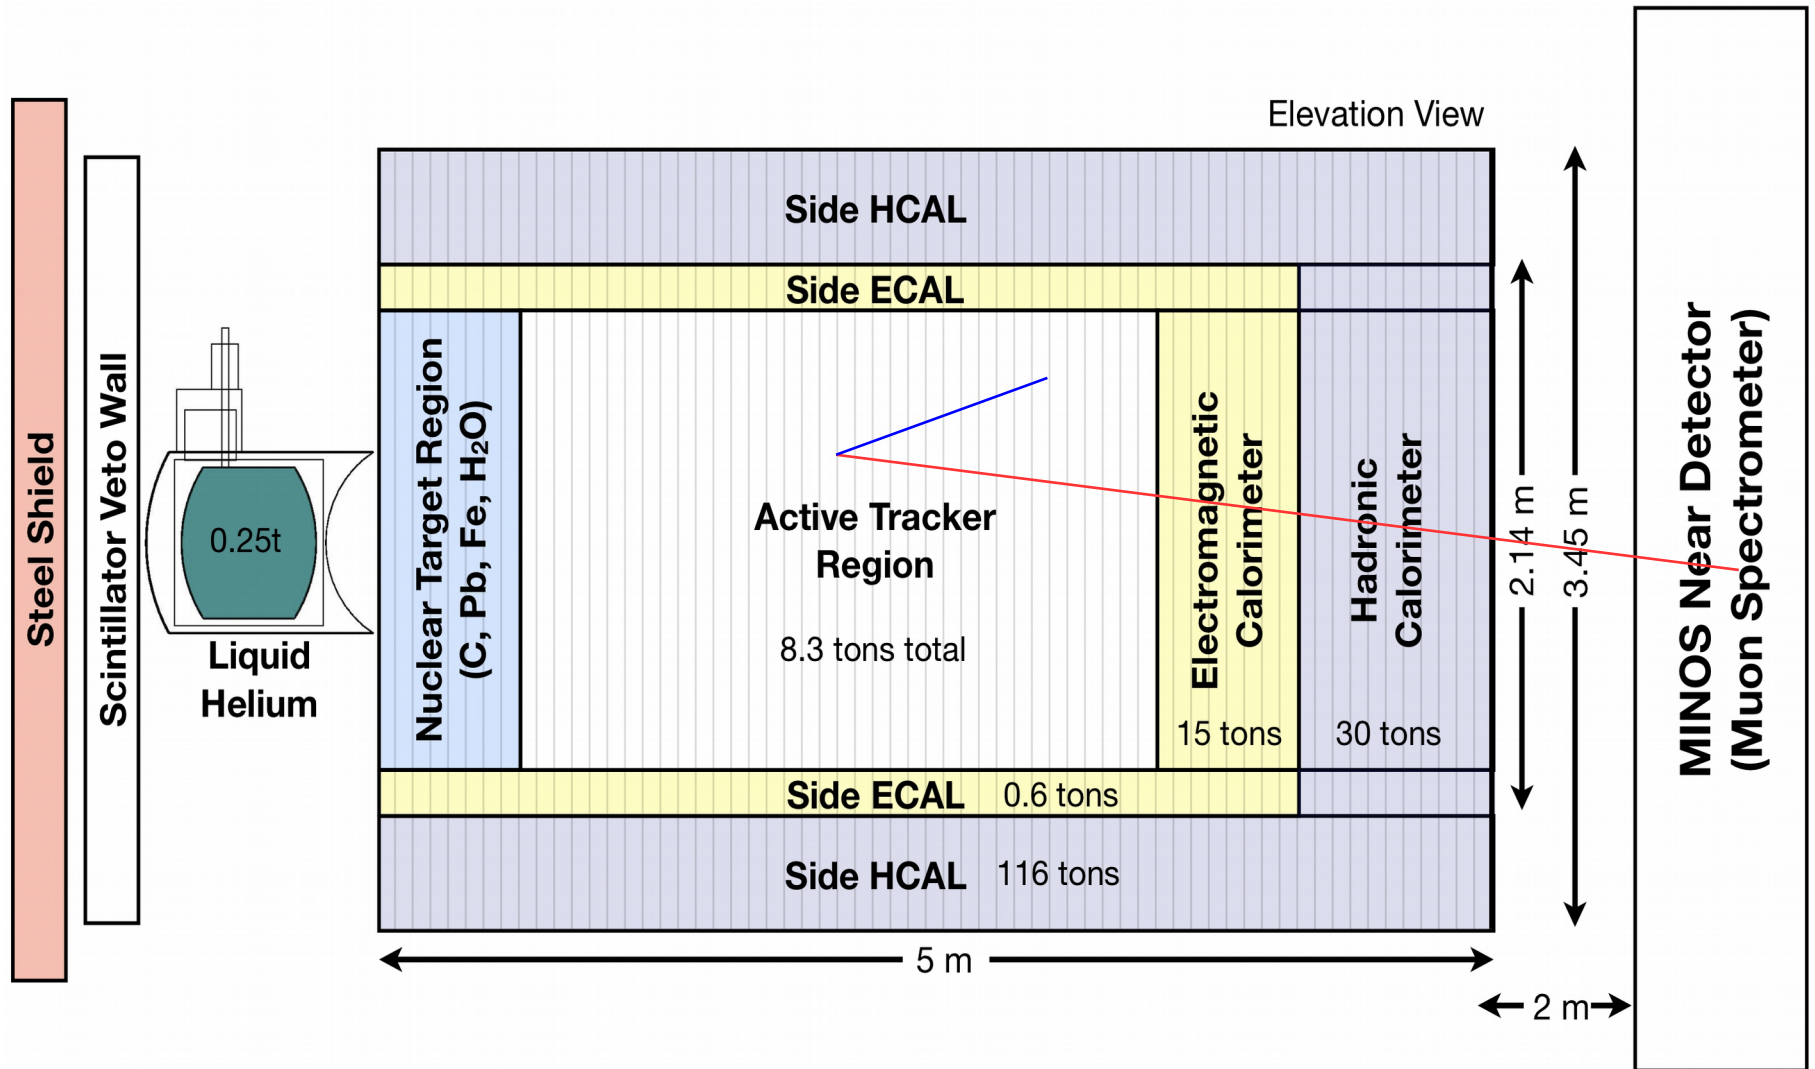 Elevation View
Steel Shield
Scintillator Veto Wall
0.25t
Liquid
Helium
Side HCAL
Side ECAL
Nuclear Target Region
(C, Pb, Fe, H₂O)
Active Tracker
Region
8.3 tons total
Electromagnetic
Calorimeter
15 tons
Hadronic
Calorimeter
30 tons
Side ECAL 0.6 tons
Side HCAL 116 tons
5 m
2 m
2.14 m
3.45 m
MINOS Near Detector
(Muon Spectrometer)